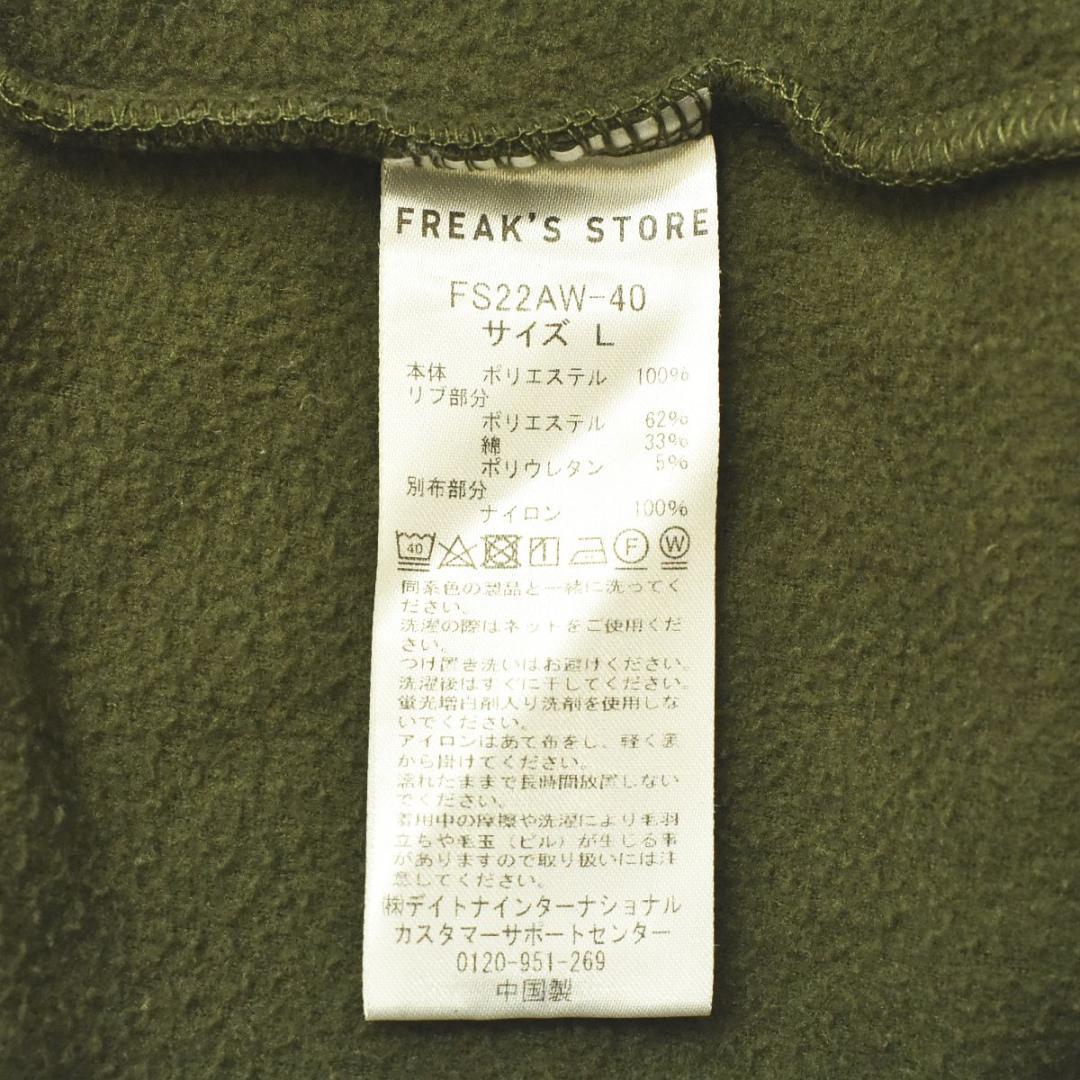 FREAK'S STORE
FS22AW-40
サイズ L
本体 ポリエステル 100%
リブ部分
ポリエステル 62%
綿 33%
ポリウレタン 5%
別布部分
ナイロン 100%
40 F W
同系色の製品と一緒に洗ってく
ださい。
洗濯の際はネットをご使用くだ
さい。
つけ置き洗いはお避けください。
洗濯後はすぐに干してください。
蛍光増白剤入り洗剤を使用しな
いでください。
アイロンはあて布をし、軽く裏
から掛けてください。
濡れたままで長時間放置しない
でください。
着用中の摩擦や洗濯により毛羽
立ちや毛玉（ピル）が生じる事
がありますので取り扱いには注
意してください。
㈱デイトナインターナショナル
カスタマーサポートセンター
0120-951-269
中国製